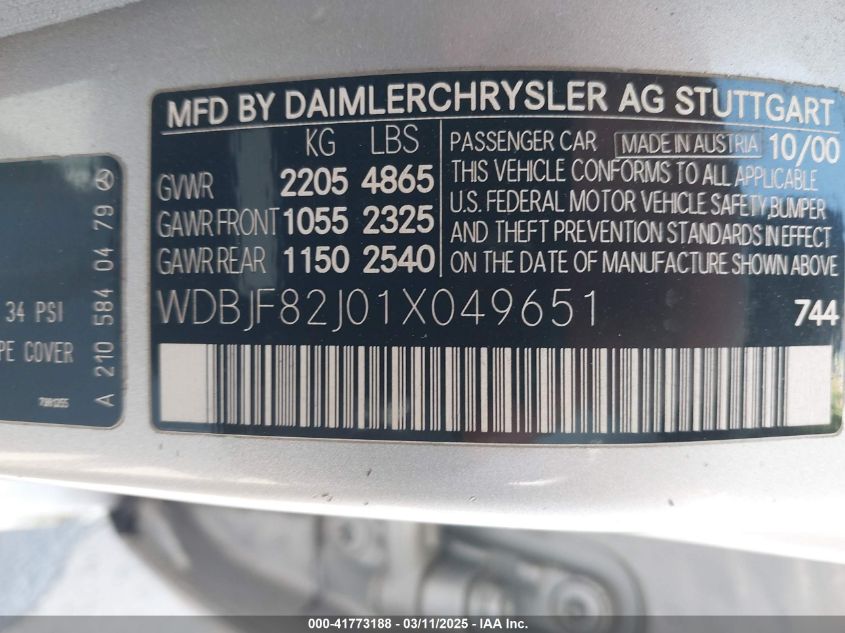 MFD BY DAIMLERCHRYSLER AG STUTTGART
KG LBS
GVWR 2205 4865
GAWR FRONT 1055 2325
GAWR REAR 1150 2540
PASSENGER CAR MADE IN AUSTRIA 10/00
THIS VEHICLE CONFORMS TO ALL APPLICABLE
U.S. FEDERAL MOTOR VEHICLE SAFETY, BUMPER
AND THEFT PREVENTION STANDARDS IN EFFECT
ON THE DATE OF MANUFACTURE SHOWN ABOVE
WDBJF82J01X049651 744
34 PSI
PE COVER
A 210 584 04 79
000-41773188 - 03/11/2025 - IAA Inc.